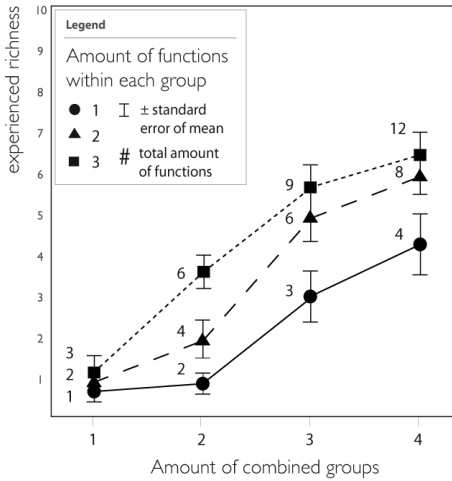 experienced richness
10
9
8
7
6
5
4
3
2
1
Legend
Amount of functions
within each group
1
2
3
± standard
error of mean
# total amount
of functions
3
2
1
6
4
2
9
6
3
12
8
4
1 2 3 4
Amount of combined groups